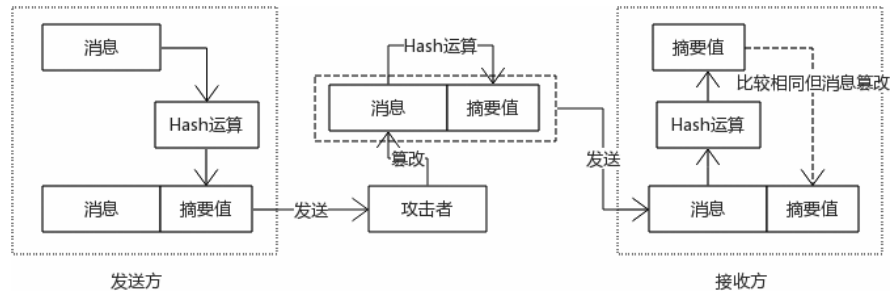 消息
Hash运算
消息 摘要值
发送方
发送
攻击者
篡改
Hash运算
消息 摘要值
发送
摘要值
比较相同但消息篡改
Hash运算
消息 摘要值
接收方